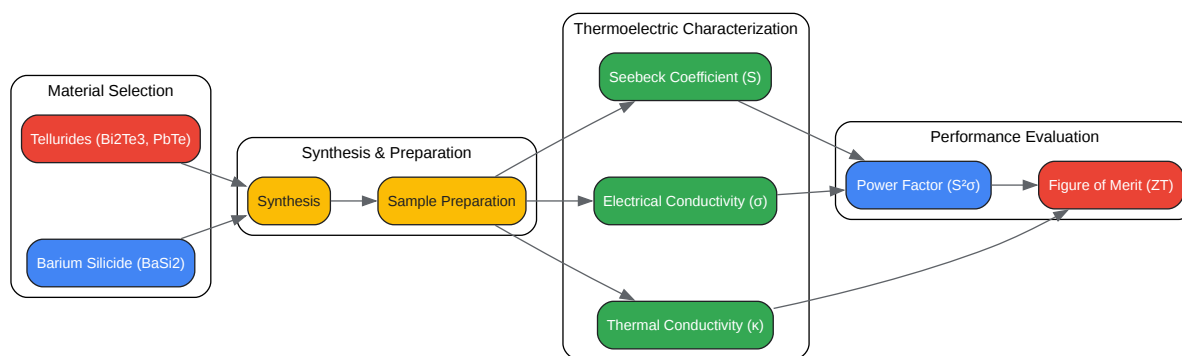 Material Selection
Tellurides (Bi2Te3, PbTe)
Barium Silicide (BaSi2)
Synthesis & Preparation
Synthesis
Sample Preparation
Thermoelectric Characterization
Seebeck Coefficient (S)
Electrical Conductivity (σ)
Thermal Conductivity (κ)
Performance Evaluation
Power Factor (S²σ)
Figure of Merit (ZT)